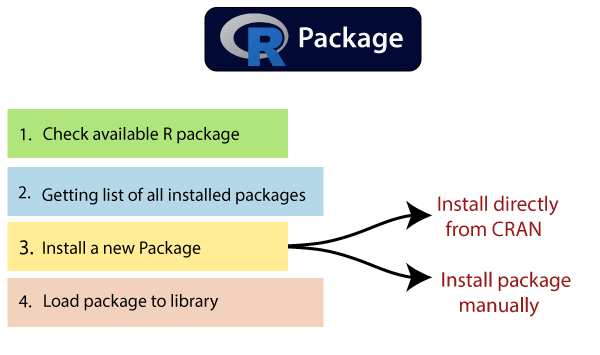 R Package
1. Check available R package
2. Getting list of all installed packages
3. Install a new Package
4. Load package to library
Install directly
from CRAN
Install package
manually